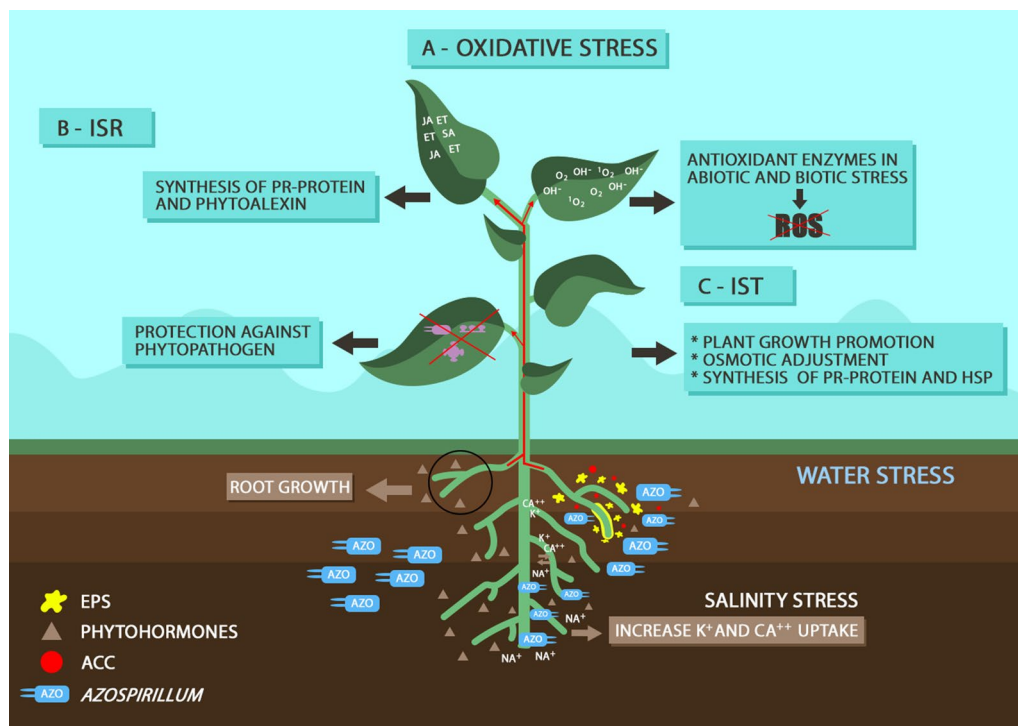 A - OXIDATIVE STRESS
B - ISR
JA ET
ET SA
JA ET
SYNTHESIS OF PR-PROTEIN
AND PHYTOALEXIN
O₂ OH⁻ ¹O₂ OH⁻
OH⁻ O₂ OH⁻
¹O₂
ANTIOXIDANT ENZYMES IN
ABIOTIC AND BIOTIC STRESS
ROS
C - IST
PROTECTION AGAINST
PHYTOPATHOGEN
* PLANT GROWTH PROMOTION
* OSMOTIC ADJUSTMENT
* SYNTHESIS OF PR-PROTEIN AND HSP
WATER STRESS
ROOT GROWTH
AZO
CA⁺⁺
K⁺
AZO
K⁺
CA⁺⁺
AZO
AZO
AZO
AZO
AZO
AZO
NA⁺
AZO
AZO
AZO
AZO
AZO
NA⁺
AZO
NA⁺
NA⁺
SALINITY STRESS
INCREASE K⁺ AND CA⁺⁺ UPTAKE
EPS
PHYTOHORMONES
ACC
AZO AZOSPIRILLUM